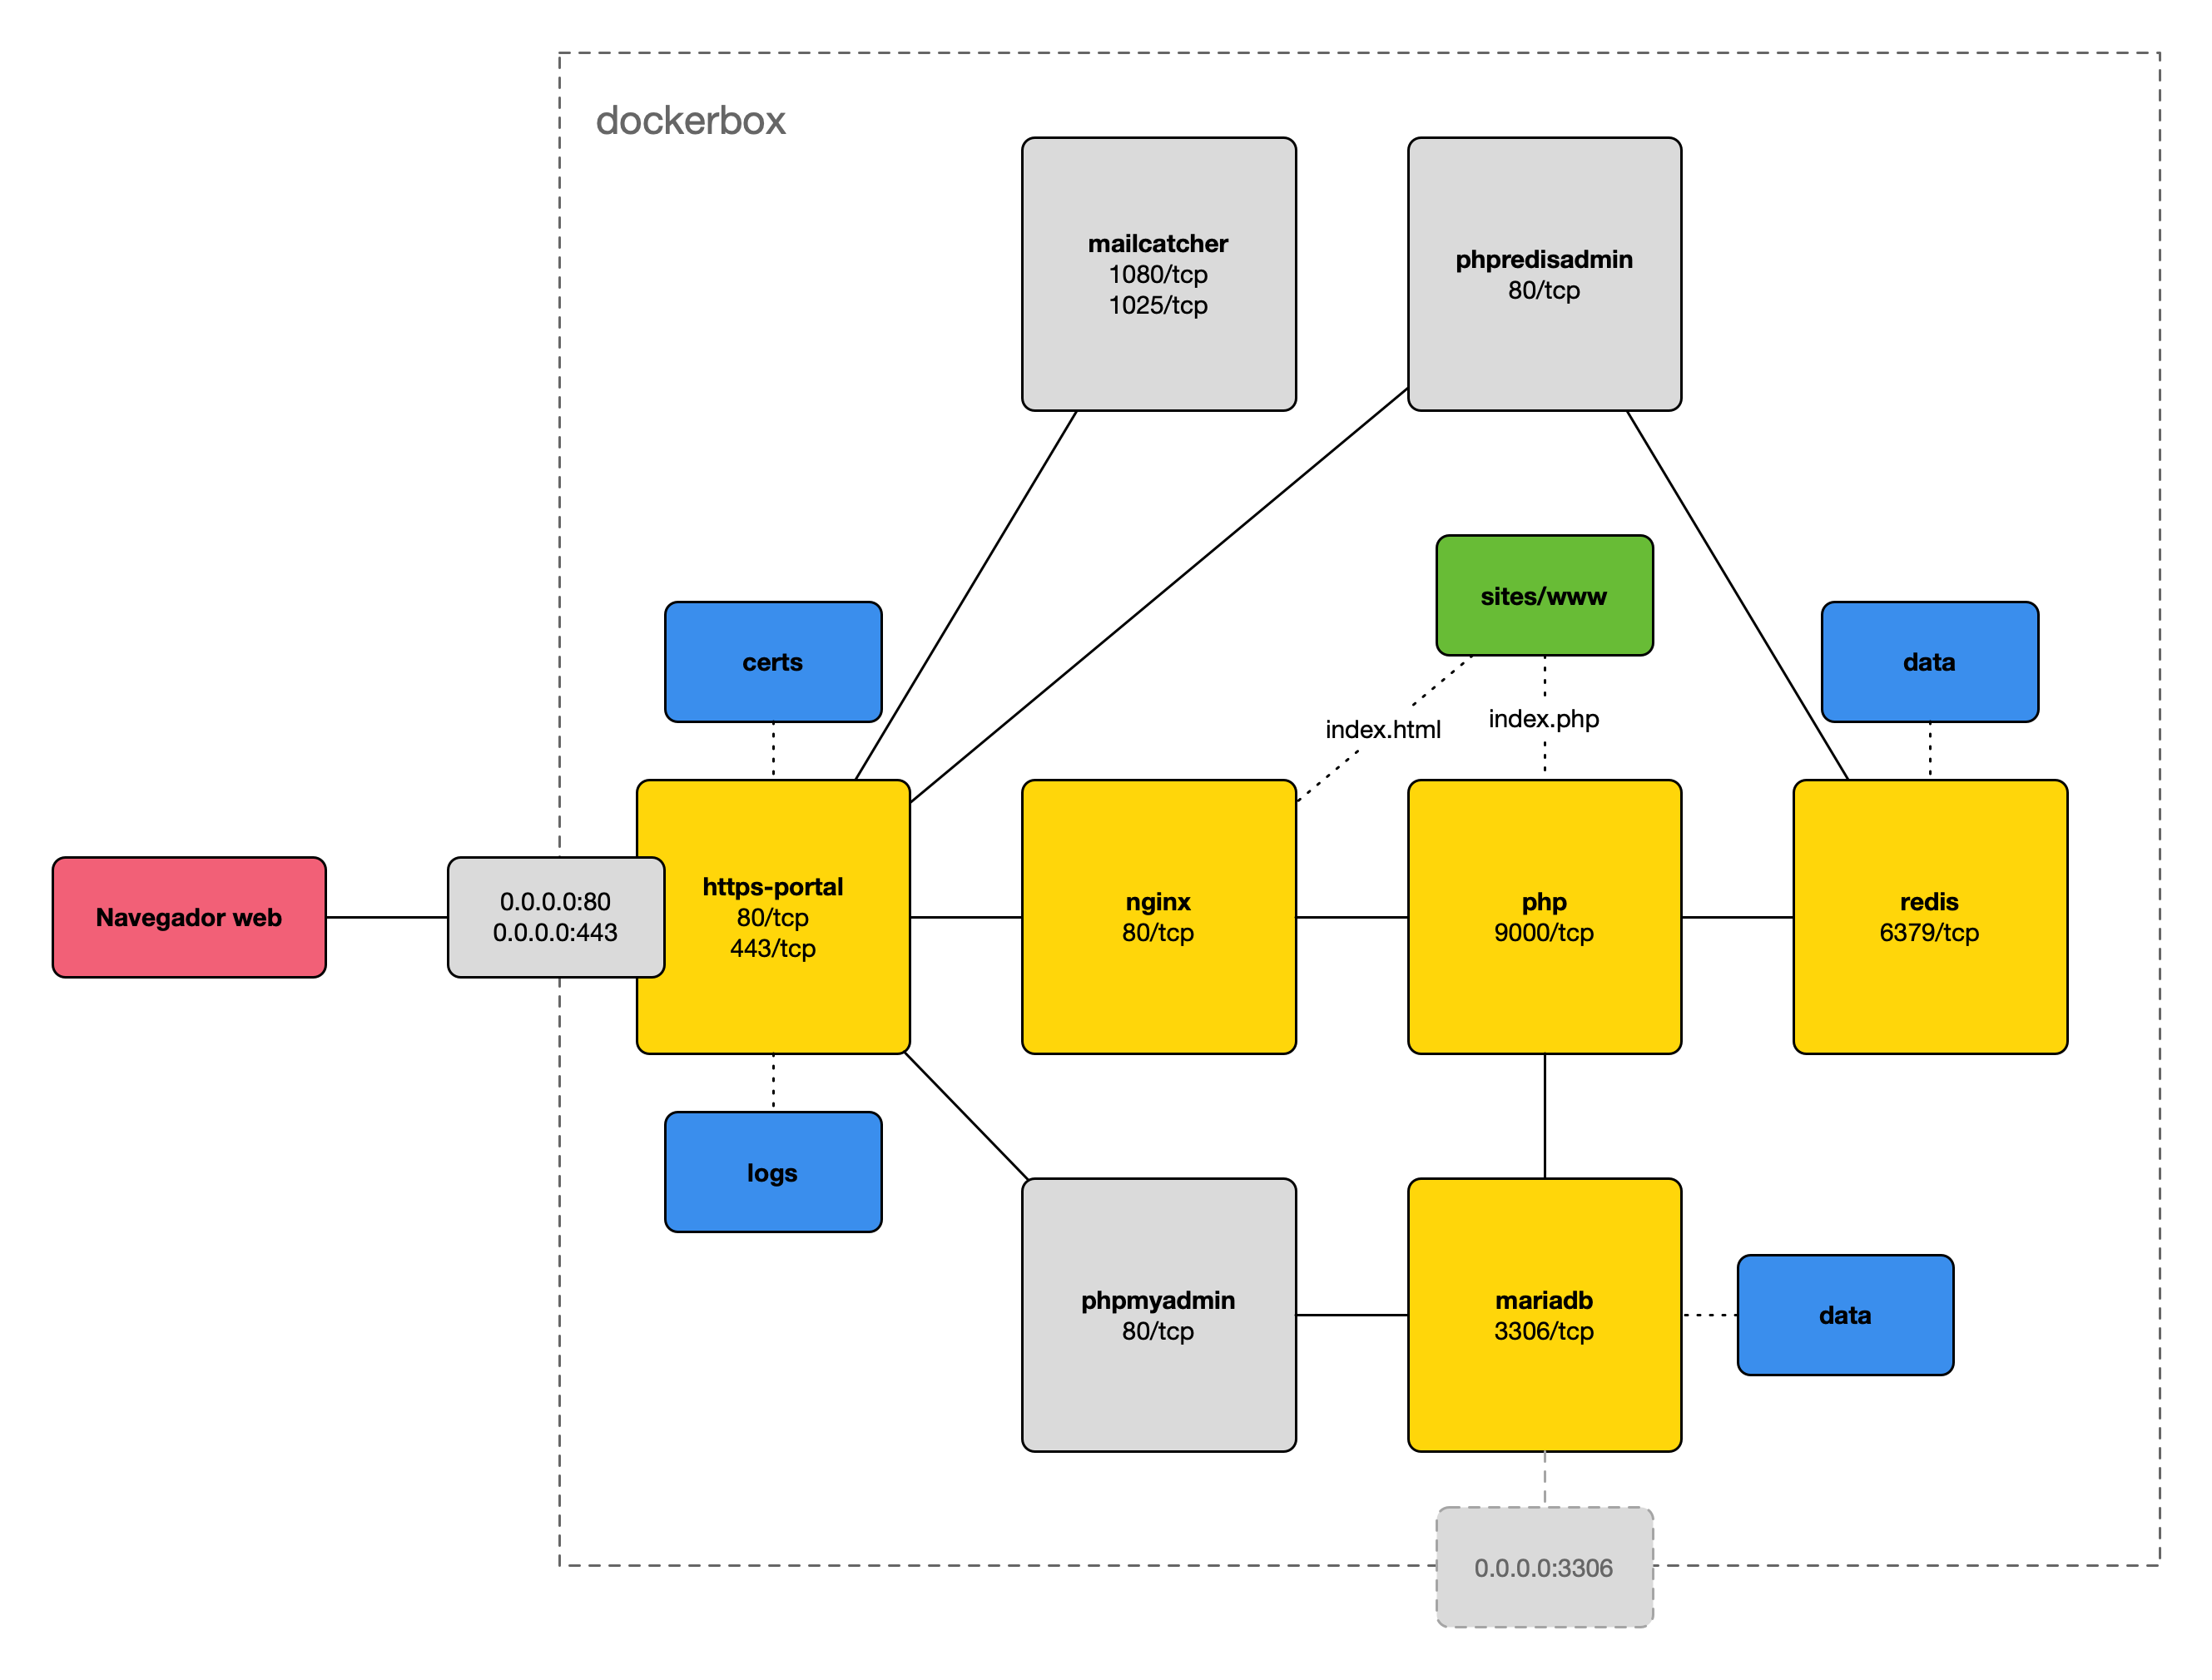 dockerbox
mailcatcher
1080/tcp
1025/tcp
phpredisadmin
80/tcp
sites/www
certs
data
index.html
index.php
Navegador web
0.0.0.0:80
0.0.0.0:443
https-portal
80/tcp
443/tcp
nginx
80/tcp
php
9000/tcp
redis
6379/tcp
logs
phpmyadmin
80/tcp
mariadb
3306/tcp
data
0.0.0.0:3306